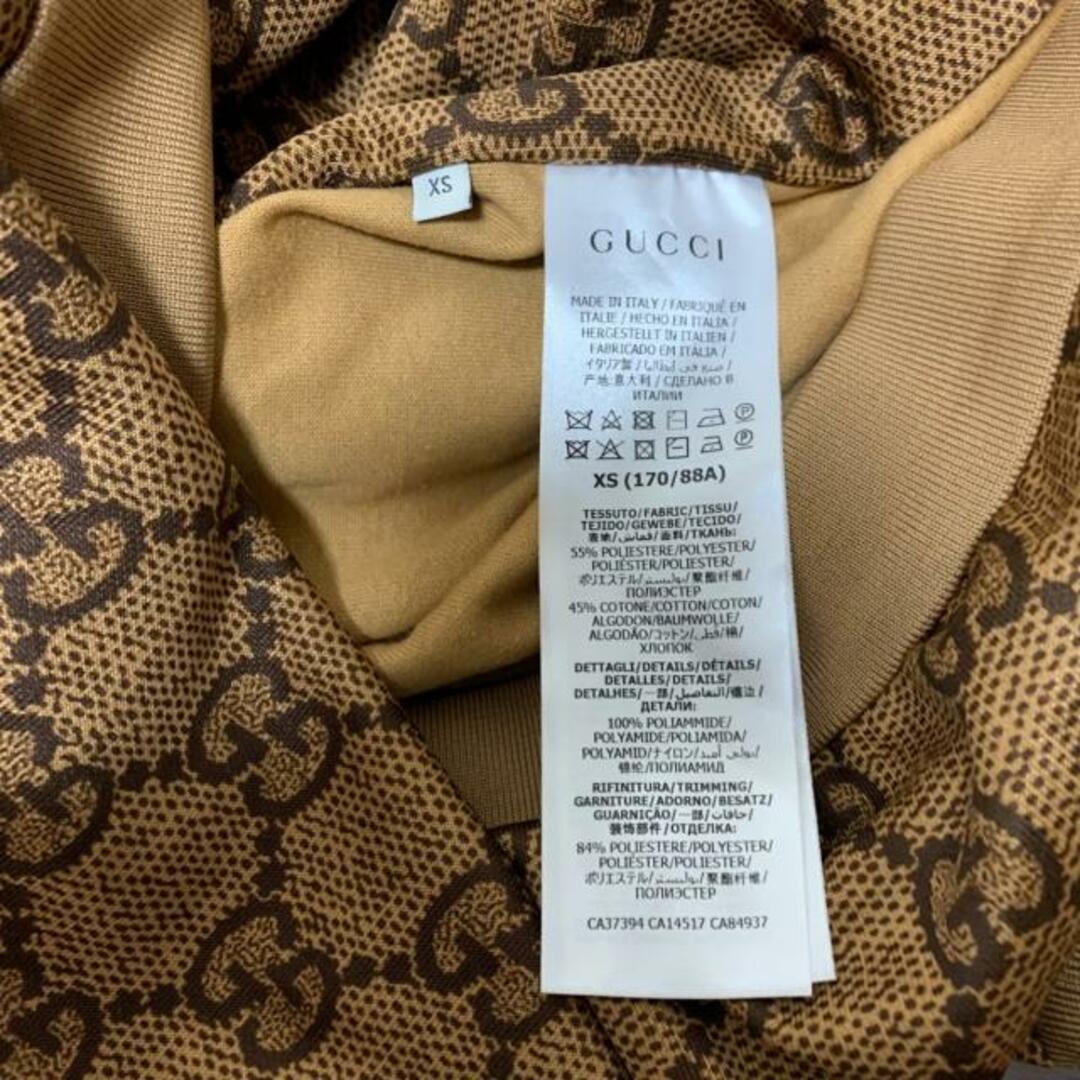 XS
GUCCI
MADE IN ITALY / FABRIQUÉ EN
ITALIE / HECHO EN ITALIA /
HERGESTELLT IN ITALIEN /
FABRICADO EM ITÁLIA /
イタリア製 / صنع في إيطاليا /
产地:意大利 / СДЕЛАНО В
ИТАЛИИ
XS (170/88A)
TESSUTO/FABRIC/TISSU/
TEJIDO/GEWEBE/TECIDO/
表地/قماش/面料/ТКАНЬ:
55% POLIESTERE/POLYESTER/
POLIÉSTER/POLIESTER/
ポリエステル/بوليستر/聚酯纤维/
ПОЛИЭСТЕР
45% COTONE/COTTON/COTON/
ALGODON/BAUMWOLLE/
ALGODÃO/コットン/قطن/棉/
ХЛОПОК
DETTAGLI/DETAILS/DÉTAILS/
DETALLES/DETAILS/
DETALHES/一部/التفاصيل/镶边/
ДЕТАЛИ:
100% POLIAMMIDE/
POLYAMIDE/POLIAMIDA/
POLYAMID/ナイロン/بولي أميد/
锦纶/ПОЛИАМИД
RIFINITURA/TRIMMING/
GARNITURE/ADORNO/BESATZ/
GUARNIÇÃO/一部/حافات/
装饰部件/ОТДЕЛКА:
84% POLIESTERE/POLYESTER/
POLIÉSTER/POLIESTER/
ポリエステル/بوليستر/聚酯纤维/
ПОЛИЭСТЕР
CA37394 CA14517 CA84937